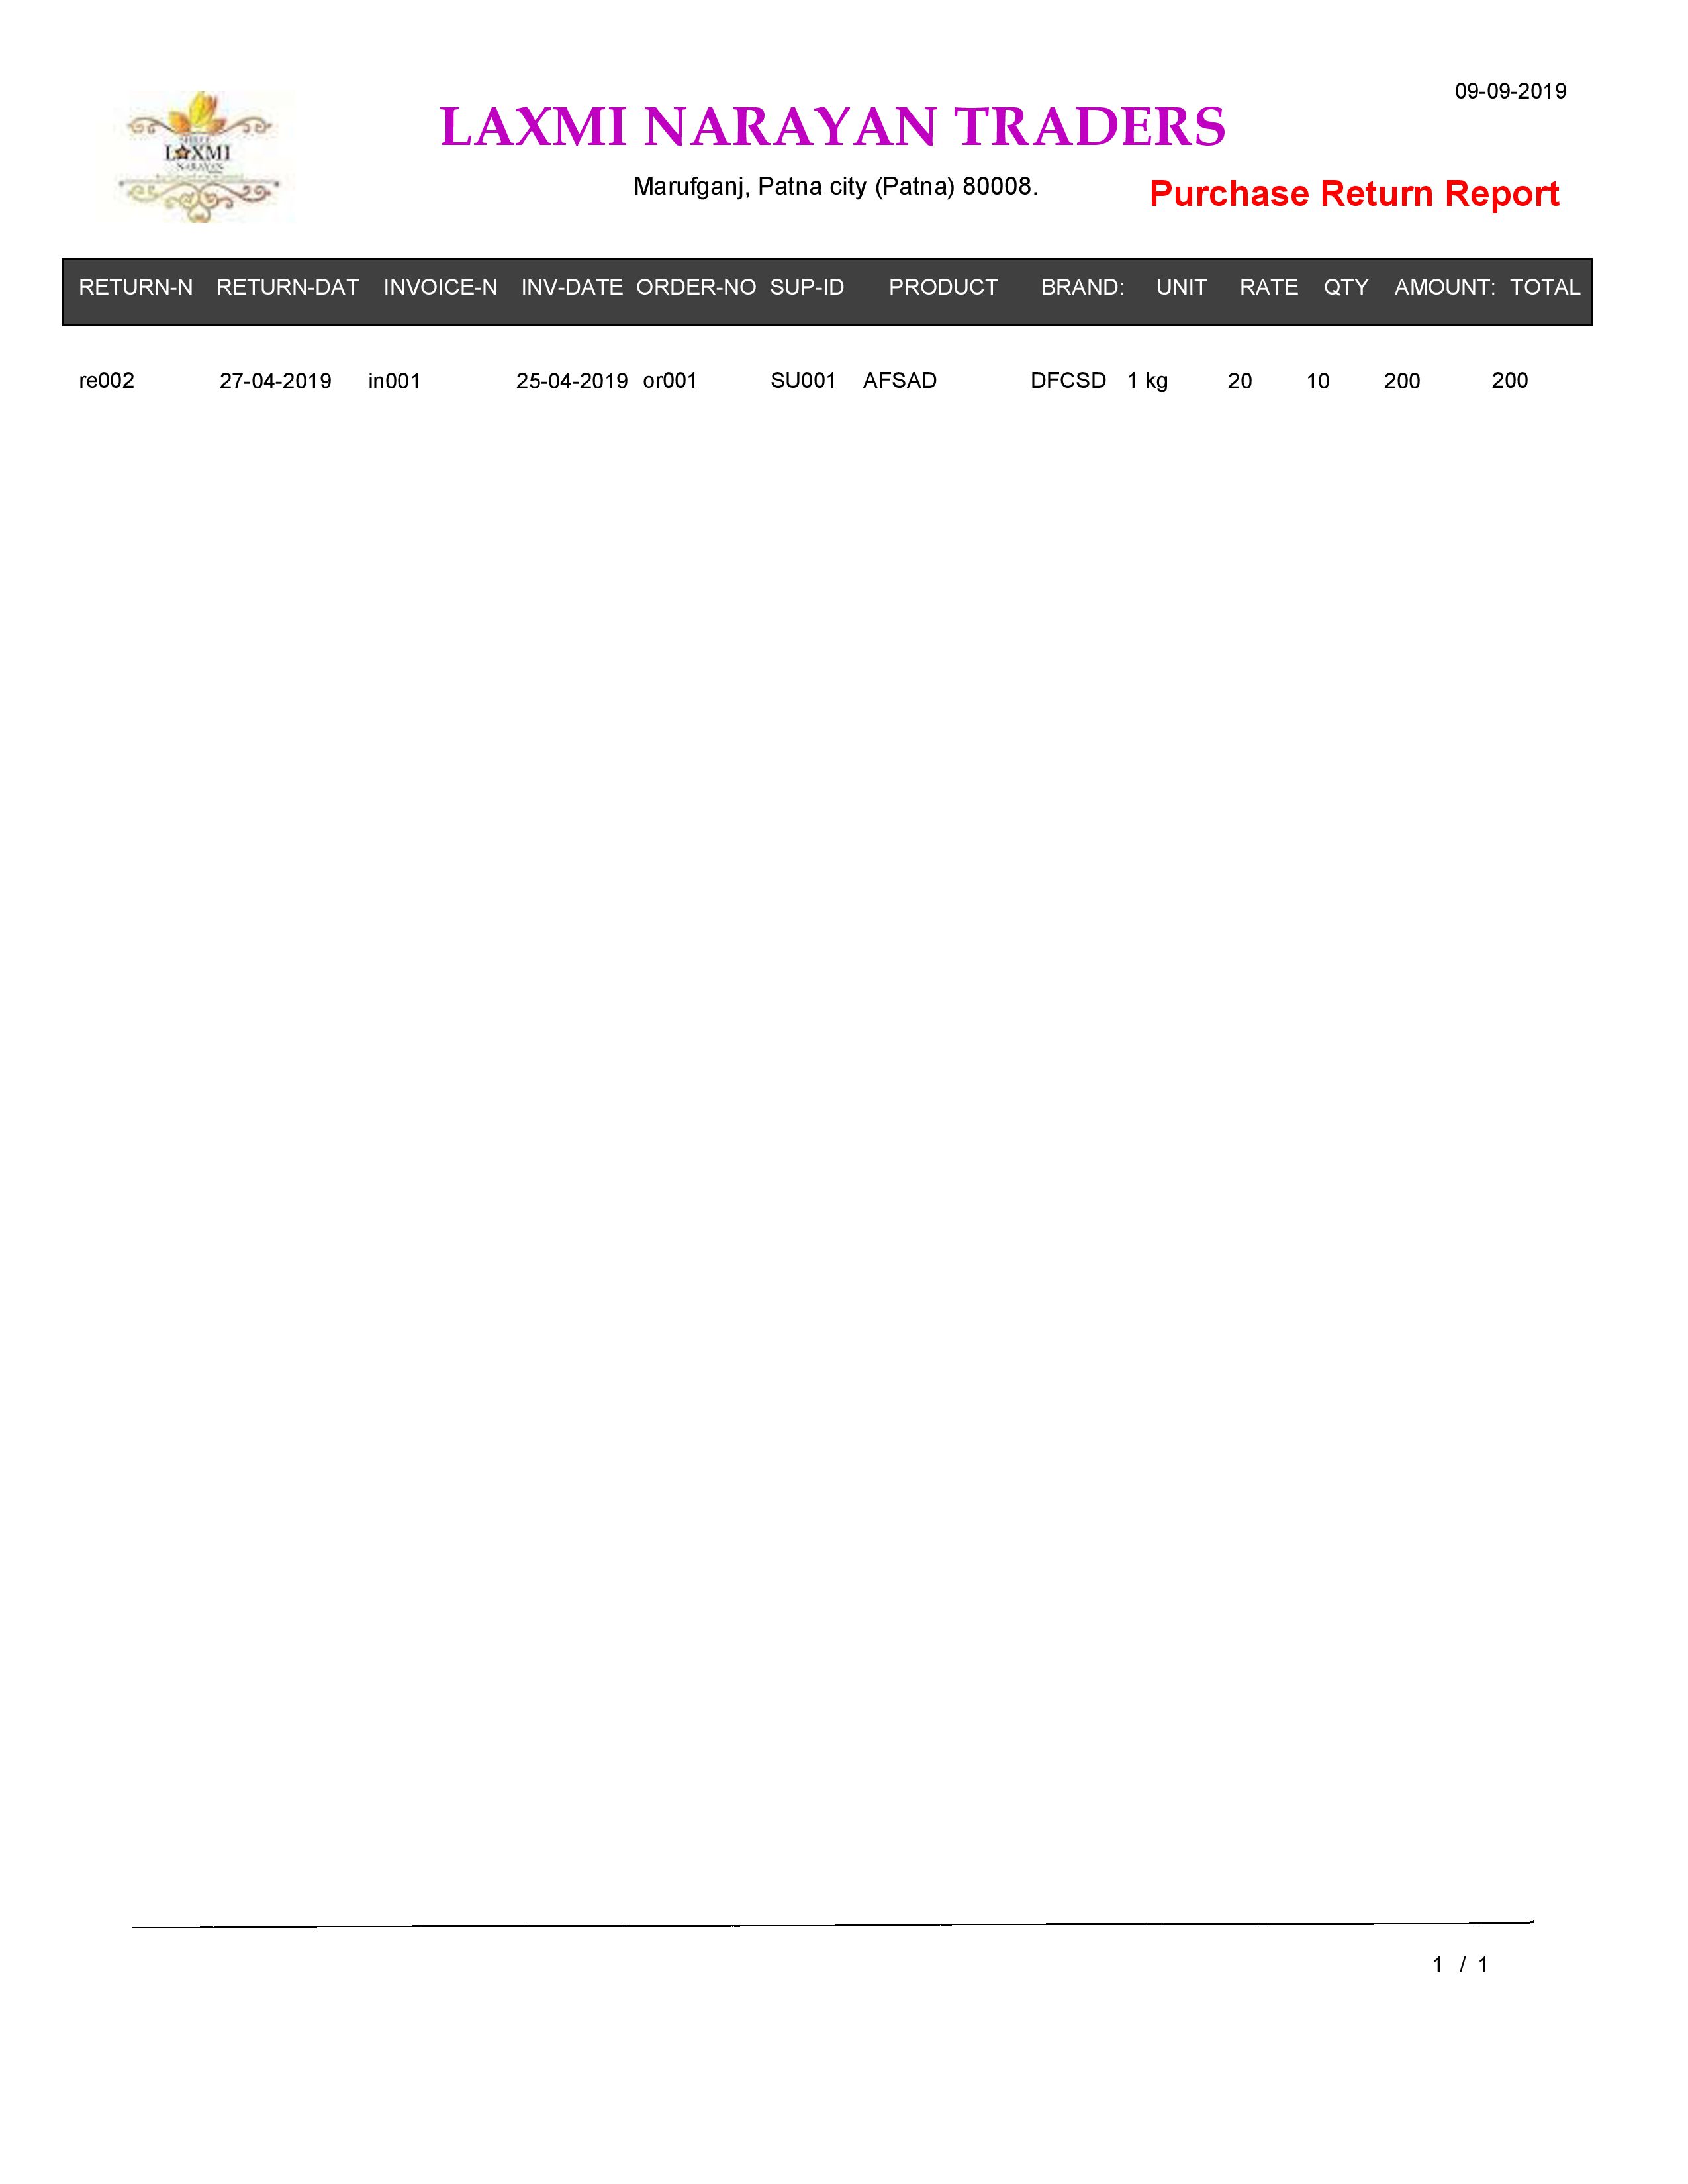 09-09-2019
LAXMI
NARAYAN
LAXMI NARAYAN TRADERS
Marufganj, Patna city (Patna) 80008.
Purchase Return Report
RETURN-N RETURN-DAT INVOICE-N INV-DATE ORDER-NO SUP-ID PRODUCT BRAND: UNIT RATE QTY AMOUNT: TOTAL
re002 27-04-2019 in001 25-04-2019 or001 SU001 AFSAD DFCSD 1 kg 20 10 200 200
1 / 1